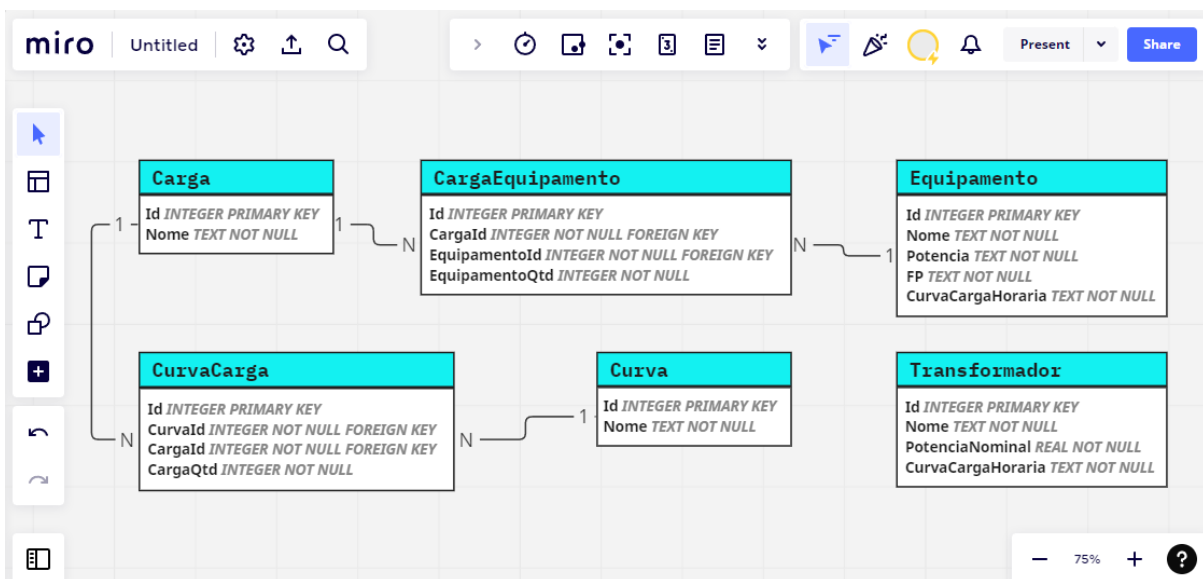 miro Untitled Present Share
3
Carga
Id INTEGER PRIMARY KEY
Nome TEXT NOT NULL
1
1
N
CargaEquipamento
Id INTEGER PRIMARY KEY
CargaId INTEGER NOT NULL FOREIGN KEY
EquipamentoId INTEGER NOT NULL FOREIGN KEY
EquipamentoQtd INTEGER NOT NULL
N
1
Equipamento
Id INTEGER PRIMARY KEY
Nome TEXT NOT NULL
Potencia TEXT NOT NULL
FP TEXT NOT NULL
CurvaCargaHoraria TEXT NOT NULL
CurvaCarga
Id INTEGER PRIMARY KEY
CurvaId INTEGER NOT NULL FOREIGN KEY
CargaId INTEGER NOT NULL FOREIGN KEY
CargaQtd INTEGER NOT NULL
N
N
1
Curva
Id INTEGER PRIMARY KEY
Nome TEXT NOT NULL
Transformador
Id INTEGER PRIMARY KEY
Nome TEXT NOT NULL
PotenciaNominal REAL NOT NULL
CurvaCargaHoraria TEXT NOT NULL
− 75% + ?